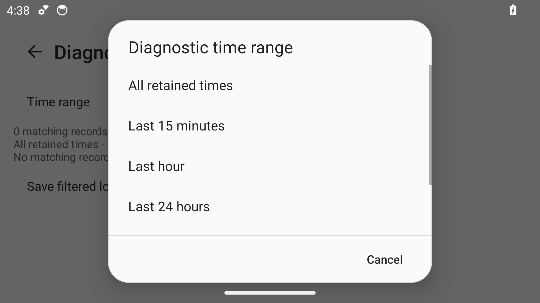 4:38
Diagno
Diagnostic time range
All retained times
Last 15 minutes
Last hour
Last 24 hours
Cancel
Time range
0 matching records
All retained times ·
No matching record
Save filtered lo